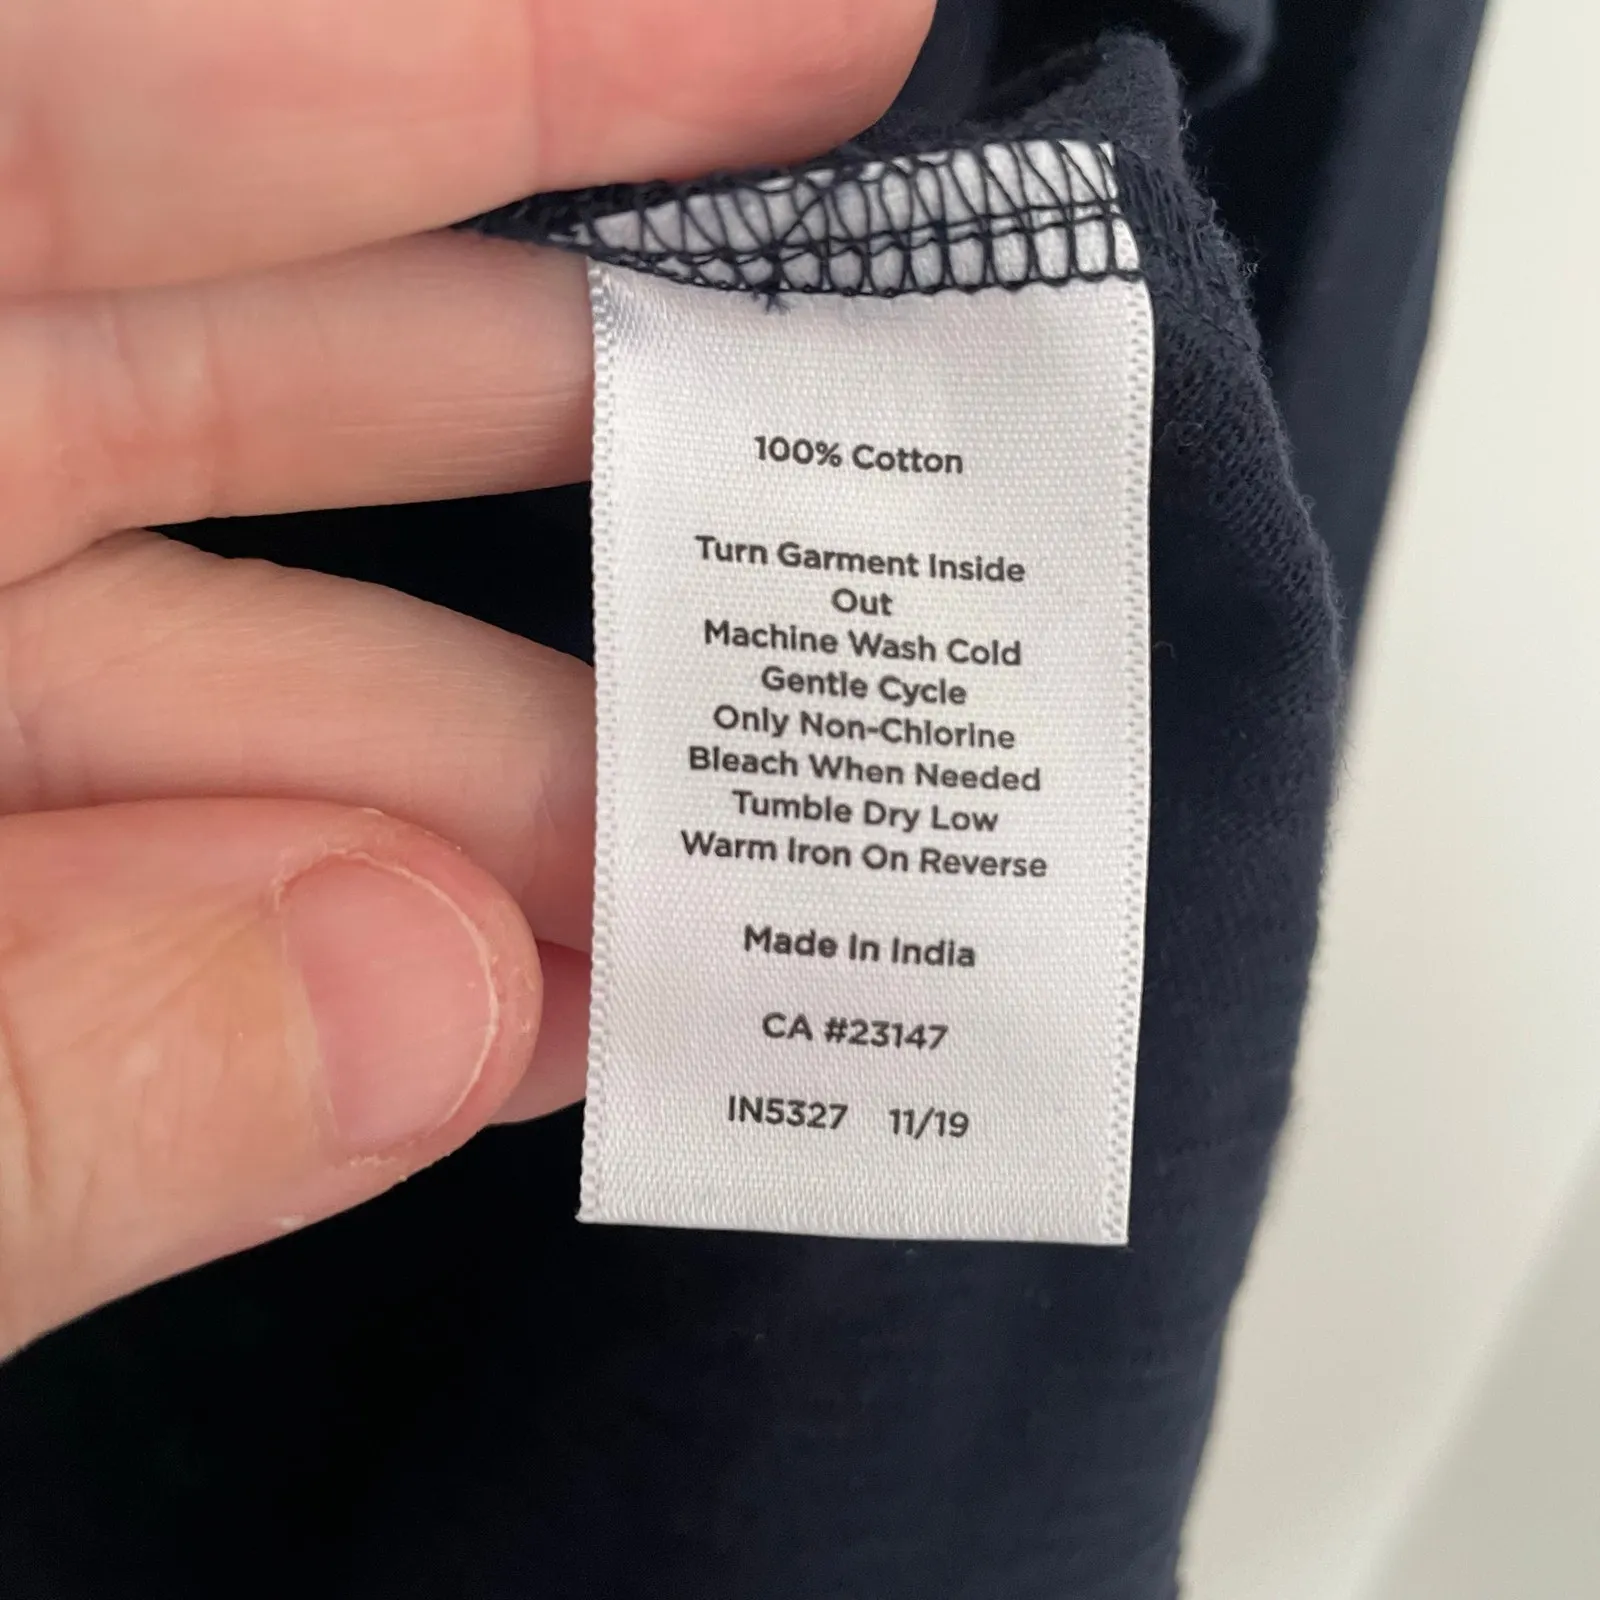 100% Cotton
Turn Garment Inside
Out
Machine Wash Cold
Gentle Cycle
Only Non-Chlorine
Bleach When Needed
Tumble Dry Low
Warm Iron On Reverse
Made In India
CA #23147
IN5327 11/19